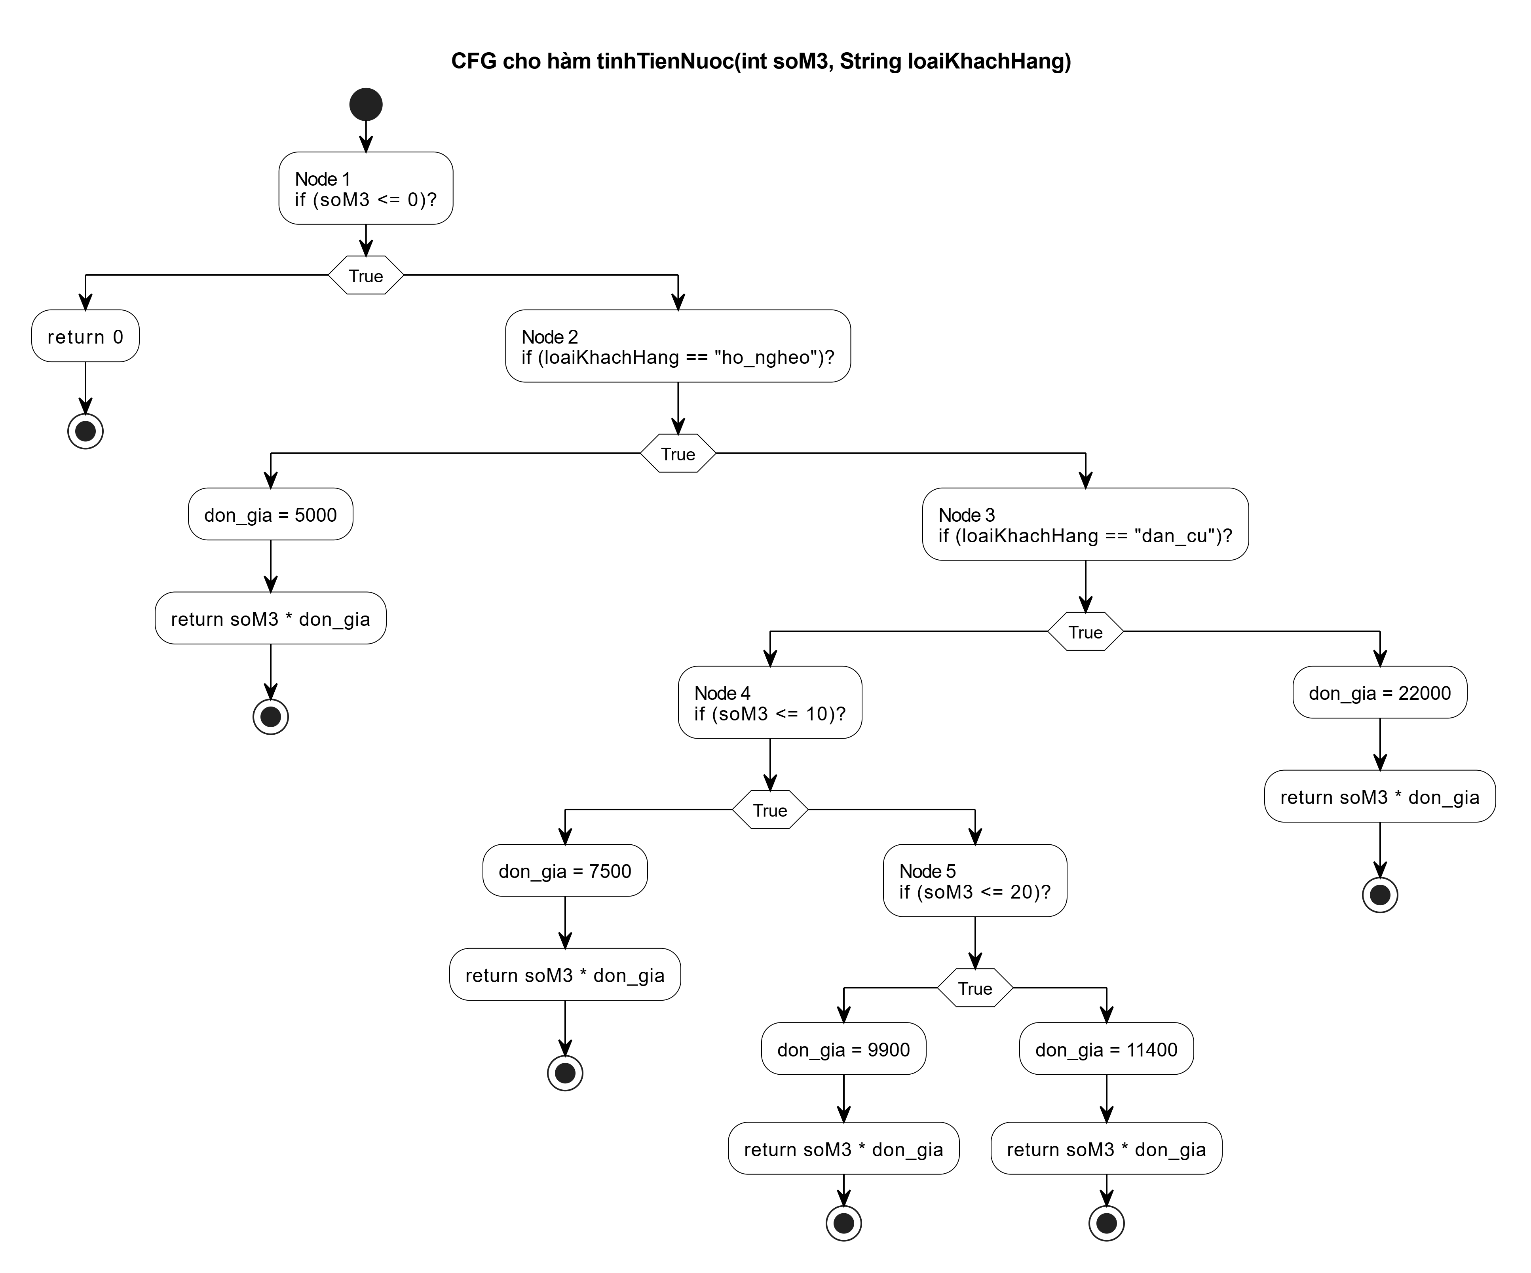 CFG cho hàm tinhTienNuoc(int soM3, String loaiKhachHang)
Node 1
if (soM3 <= 0)?
True
return 0
Node 2
if (loaiKhachHang == "ho_ngheo")?
True
don_gia = 5000
return soM3 * don_gia
Node 3
if (loaiKhachHang == "dan_cu")?
True
Node 4
if (soM3 <= 10)?
True
don_gia = 7500
return soM3 * don_gia
Node 5
if (soM3 <= 20)?
True
don_gia = 9900
return soM3 * don_gia
don_gia = 11400
return soM3 * don_gia
don_gia = 22000
return soM3 * don_gia